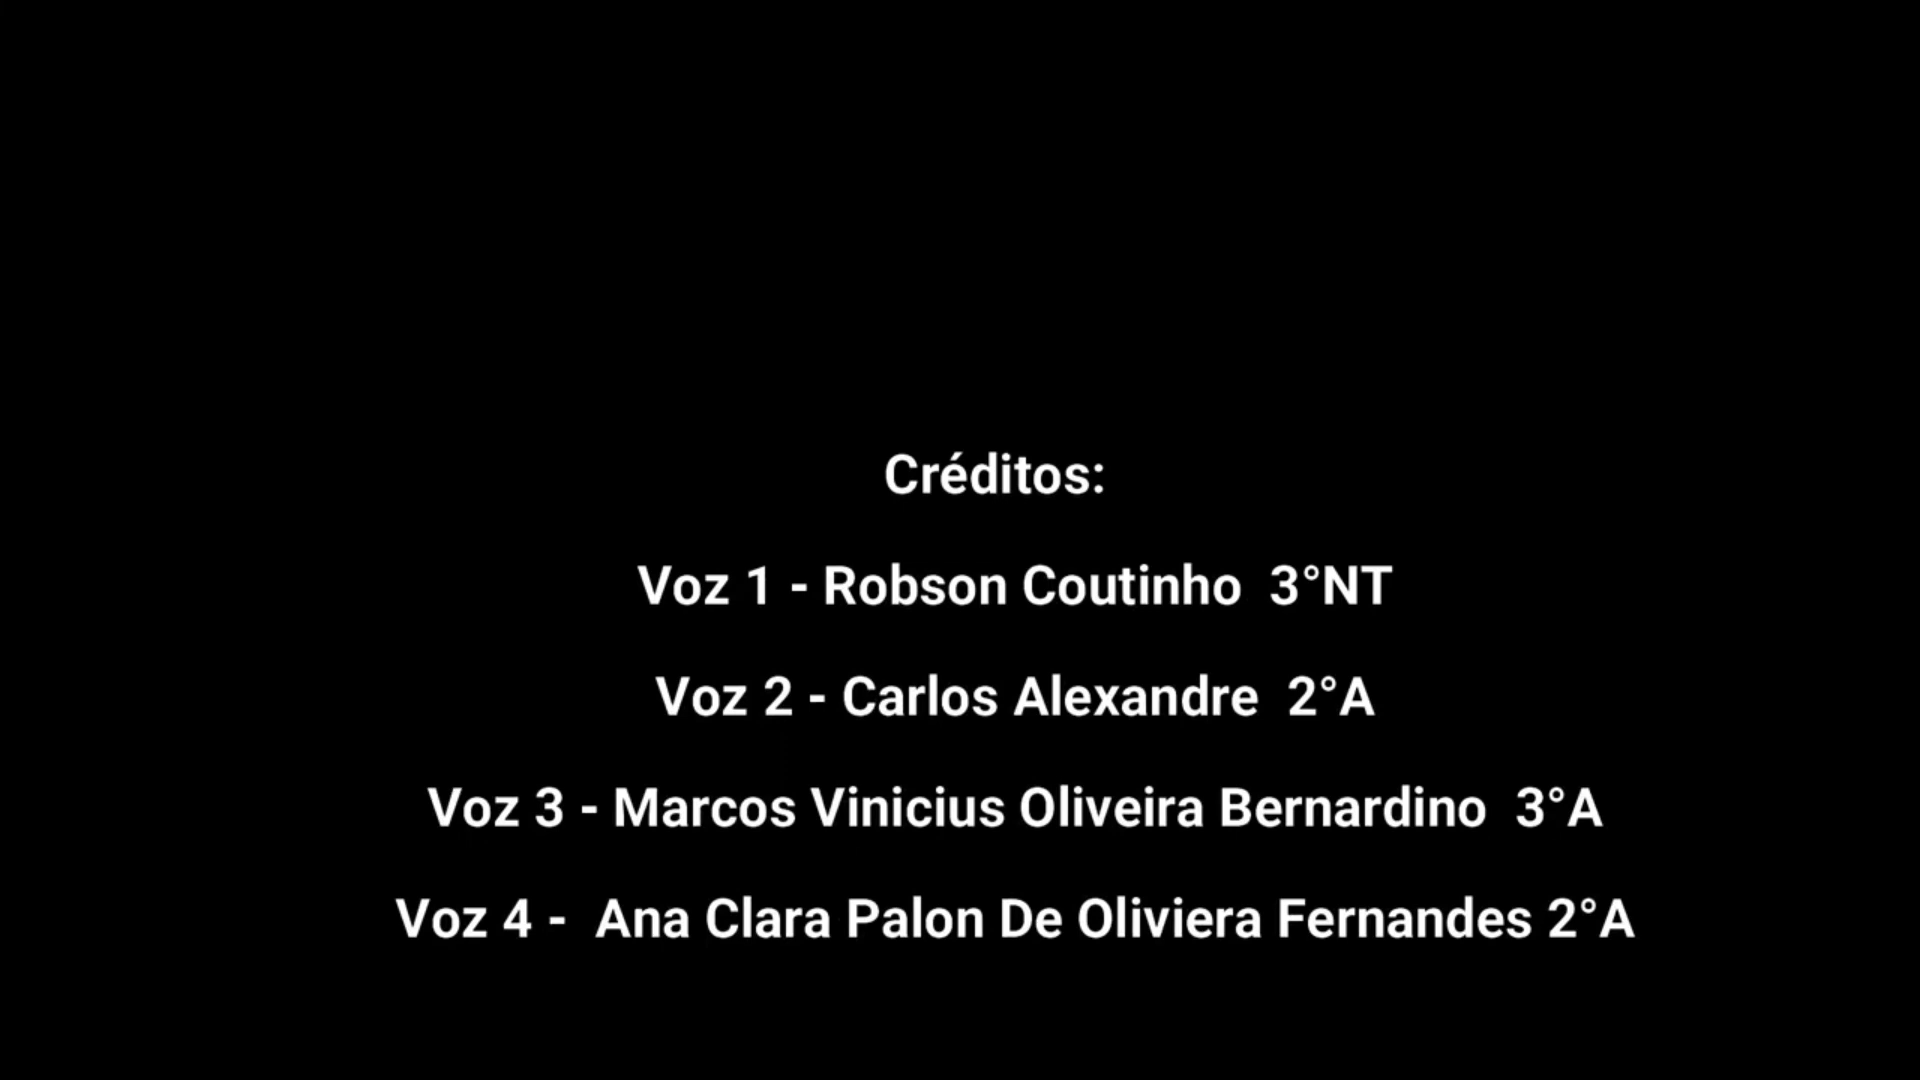 Créditos:
Voz 1 - Robson Coutinho  3°NT
Voz 2 - Carlos Alexandre  2°A
Voz 3 - Marcos Vinicius Oliveira Bernardino  3°A
Voz 4 -  Ana Clara Palon De Oliviera Fernandes 2°A